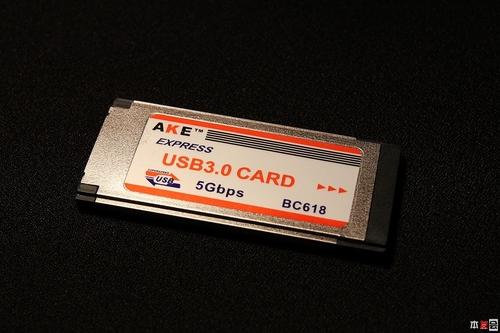 AKE™
EXPRESS
USB3.0 CARD
USB
5Gbps
BC618